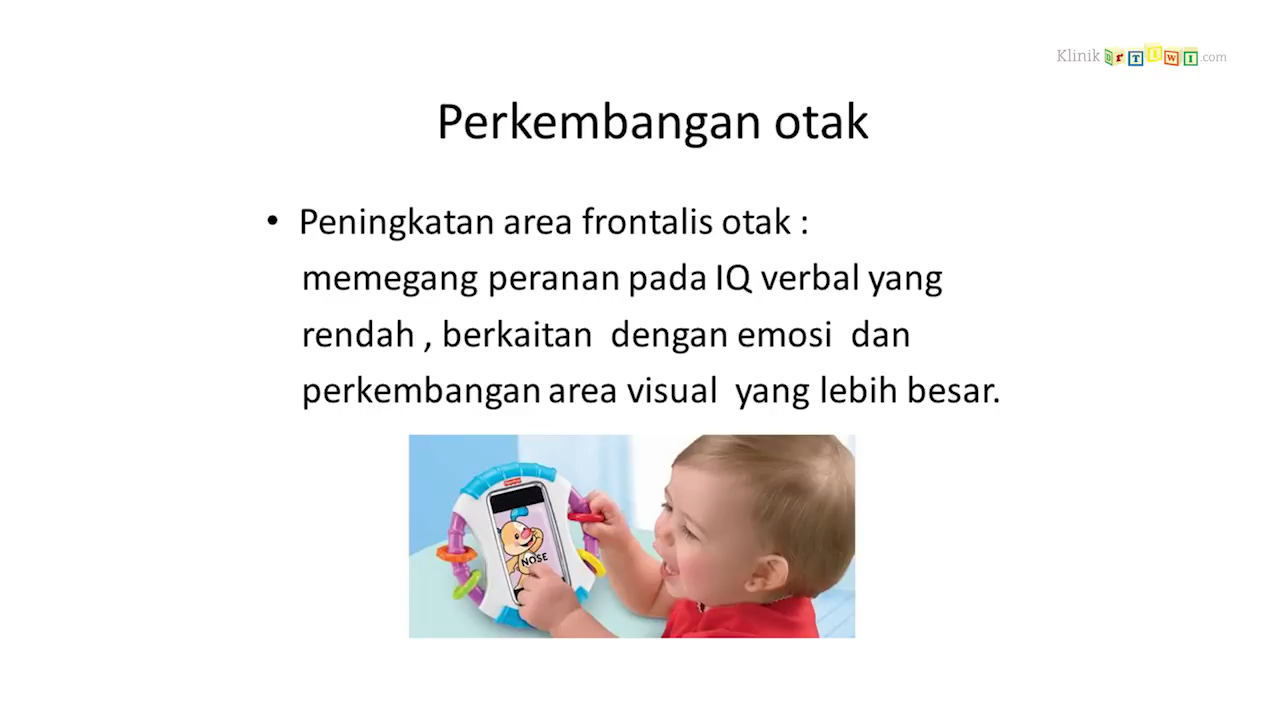 Klinik DrTIWI.com
Perkembangan otak
• Peningkatan area frontalis otak :
memegang peranan pada IQ verbal yang
rendah , berkaitan dengan emosi dan
perkembangan area visual yang lebih besar.
NOSE